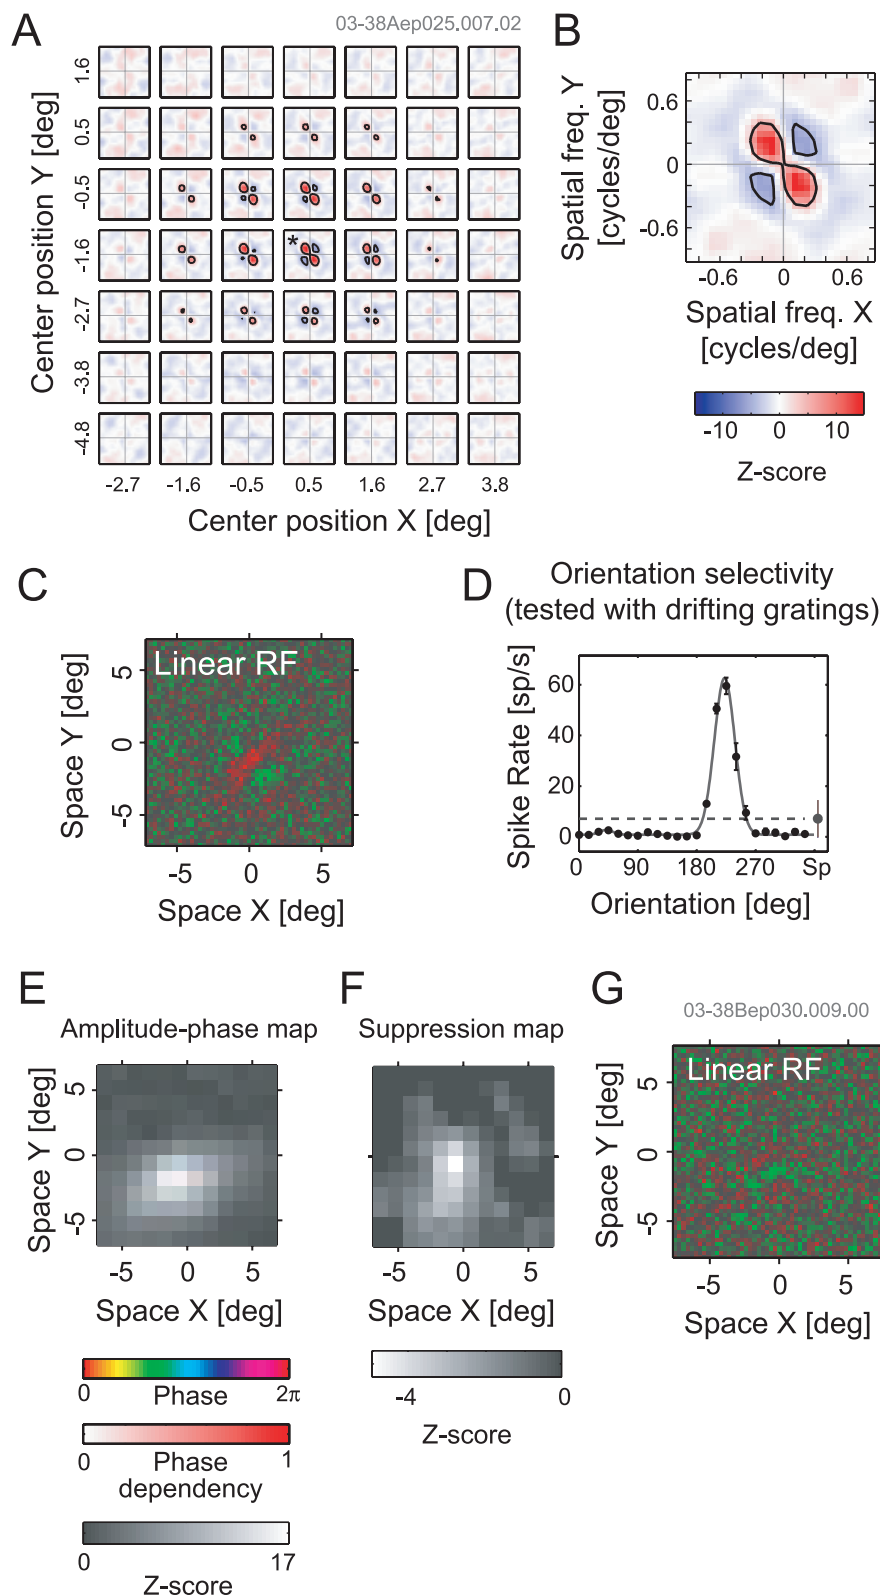 A
03-38Aep025.007.02
Center position Y [deg]
1.6
0.5
-0.5
-1.6
-2.7
-3.8
-4.8
*
-2.7 -1.6 -0.5 0.5 1.6 2.7 3.8
Center position X [deg]
B
Spatial freq. Y
[cycles/deg]
0.6
0
-0.6
-0.6 0 0.6
Spatial freq. X
[cycles/deg]
-10 0 10
Z-score
C
Linear RF
Space Y [deg]
5
0
-5
-5 0 5
Space X [deg]
D
Orientation selectivity
(tested with drifting gratings)
Spike Rate [sp/s]
60
40
20
0
0 90 180 270 Sp
Orientation [deg]
E
Amplitude-phase map
Space Y [deg]
5
0
-5
-5 0 5
Space X [deg]
0 Phase 2π
0 Phase 1
dependency
0 17
Z-score
F
Suppression map
-5 0 5
Space X [deg]
-4 0
Z-score
G
03-38Bep030.009.00
Linear RF
Space Y [deg]
5
0
-5
-5 0 5
Space X [deg]